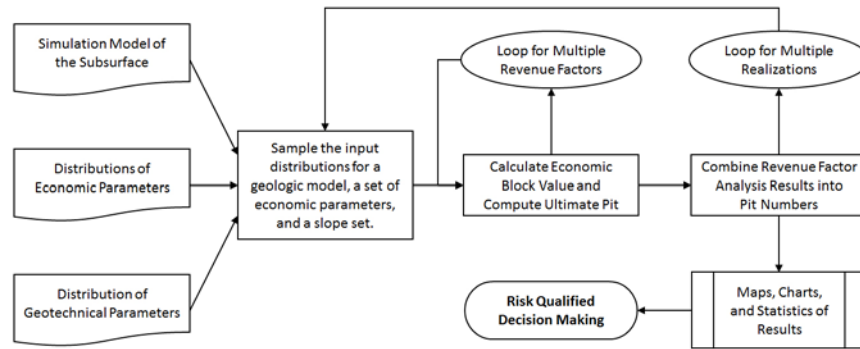 Simulation Model of
the Subsurface
Loop for Multiple
Revenue Factors
Loop for Multiple
Realizations
Distributions of
Economic Parameters
Sample the input
distributions for a
geologic model, a set of
economic parameters,
and a slope set.
Calculate Economic
Block Value and
Compute Ultimate Pit
Combine Revenue Factor
Analysis Results into
Pit Numbers
Distribution of
Geotechnical Parameters
Risk Qualified
Decision Making
Maps, Charts,
and Statistics of
Results